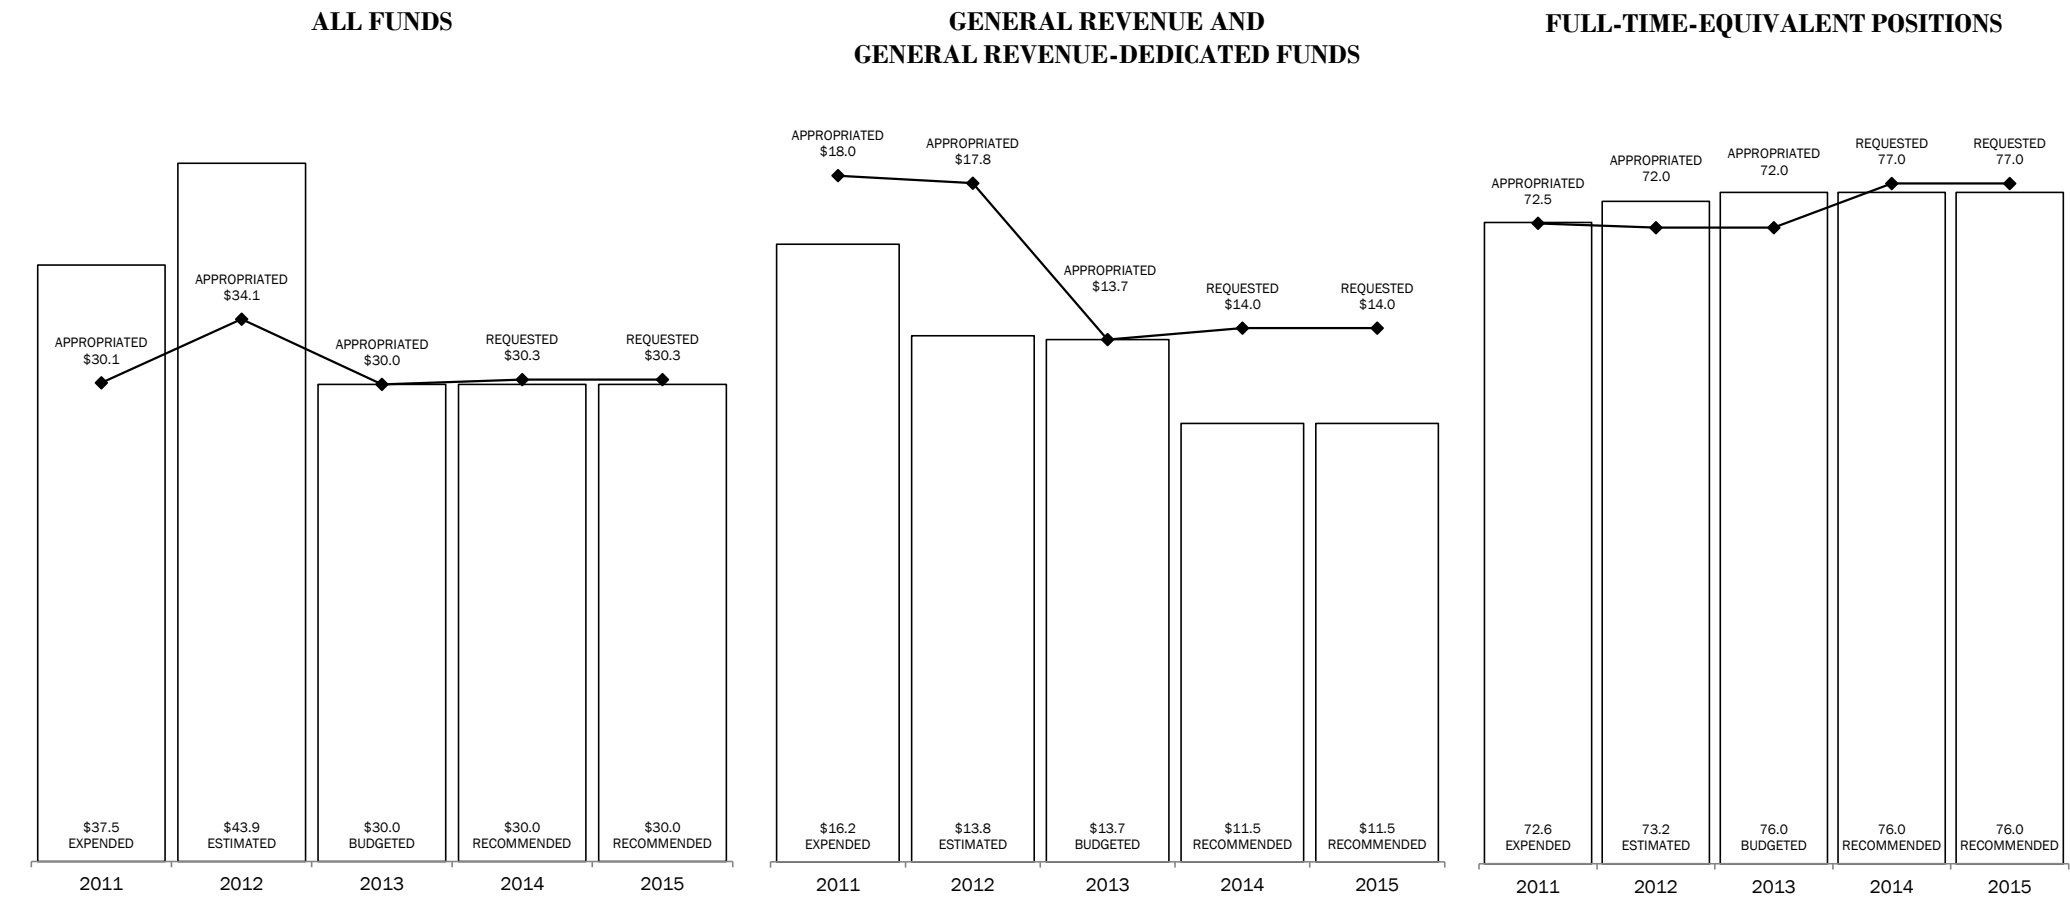 ALL FUNDS
APPROPRIATED
$30.1
APPROPRIATED
$34.1
APPROPRIATED
$30.0
REQUESTED
$30.3
REQUESTED
$30.3
$37.5
EXPENDED
$43.9
ESTIMATED
$30.0
BUDGETED
$30.0
RECOMMENDED
$30.0
RECOMMENDED
2011
2012
2013
2014
2015
GENERAL REVENUE AND
GENERAL REVENUE-DEDICATED FUNDS
APPROPRIATED
$18.0
APPROPRIATED
$17.8
APPROPRIATED
$13.7
REQUESTED
$14.0
REQUESTED
$14.0
$16.2
EXPENDED
$13.8
ESTIMATED
$13.7
BUDGETED
$11.5
RECOMMENDED
$11.5
RECOMMENDED
2011
2012
2013
2014
2015
FULL-TIME-EQUIVALENT POSITIONS
APPROPRIATED
72.5
APPROPRIATED
72.0
APPROPRIATED
72.0
REQUESTED
77.0
REQUESTED
77.0
72.6
EXPENDED
73.2
ESTIMATED
76.0
BUDGETED
76.0
RECOMMENDED
76.0
RECOMMENDED
2011
2012
2013
2014
2015